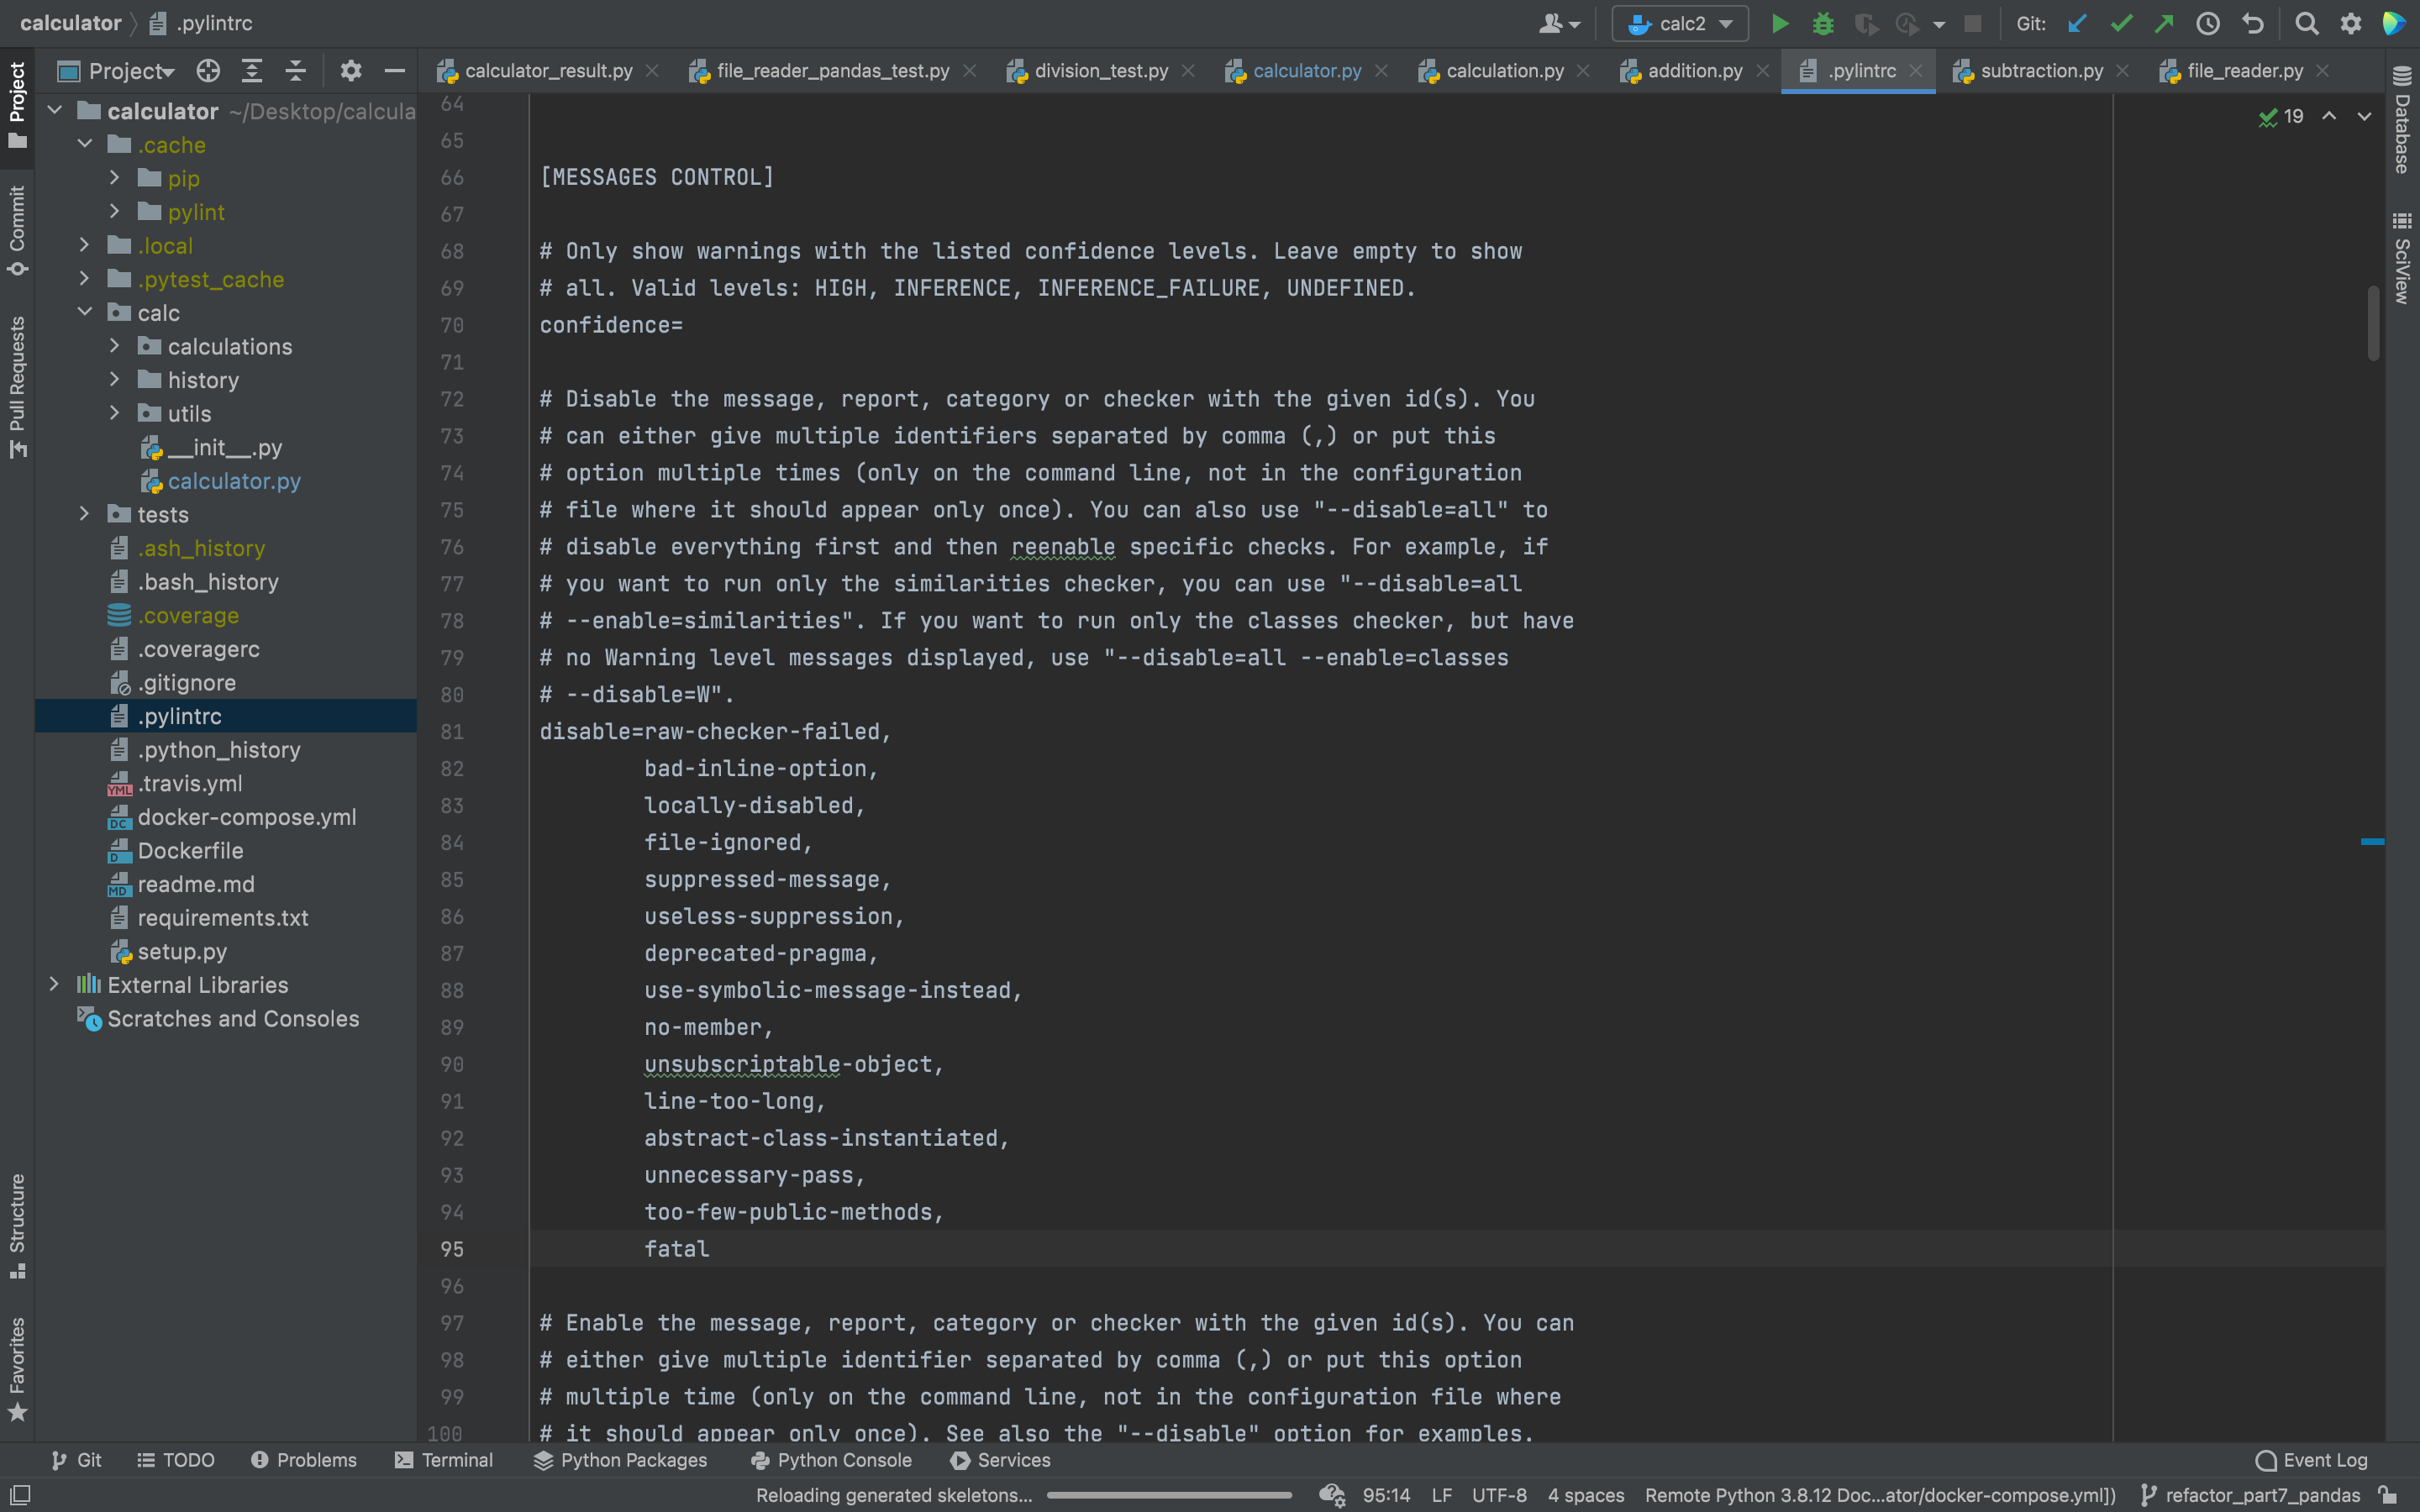 calculator
.pylintrc
calc2
Git:
Project
calculator_result.py
file_reader_pandas_test.py
division_test.py
calculator.py
calculation.py
addition.py
.pylintrc
subtraction.py
file_reader.py
Project
Commit
Pull Requests
Structure
Favorites
calculator ~/Desktop/calcula
.cache
pip
pylint
.local
.pytest_cache
calc
calculations
history
utils
__init__.py
calculator.py
tests
.ash_history
.bash_history
.coverage
.coveragerc
.gitignore
.pylintrc
.python_history
.travis.yml
docker-compose.yml
Dockerfile
readme.md
requirements.txt
setup.py
External Libraries
Scratches and Consoles
64
65
66 [MESSAGES CONTROL]
67
68 # Only show warnings with the listed confidence levels. Leave empty to show
69 # all. Valid levels: HIGH, INFERENCE, INFERENCE_FAILURE, UNDEFINED.
70 confidence=
71
72 # Disable the message, report, category or checker with the given id(s). You
73 # can either give multiple identifiers separated by comma (,) or put this
74 # option multiple times (only on the command line, not in the configuration
75 # file where it should appear only once). You can also use "--disable=all" to
76 # disable everything first and then reenable specific checks. For example, if
77 # you want to run only the similarities checker, you can use "--disable=all
78 # --enable=similarities". If you want to run only the classes checker, but have
79 # no Warning level messages displayed, use "--disable=all --enable=classes
80 # --disable=W".
81 disable=raw-checker-failed,
82 bad-inline-option,
83 locally-disabled,
84 file-ignored,
85 suppressed-message,
86 useless-suppression,
87 deprecated-pragma,
88 use-symbolic-message-instead,
89 no-member,
90 unsubscriptable-object,
91 line-too-long,
92 abstract-class-instantiated,
93 unnecessary-pass,
94 too-few-public-methods,
95 fatal
96
97 # Enable the message, report, category or checker with the given id(s). You can
98 # either give multiple identifier separated by comma (,) or put this option
99 # multiple time (only on the command line, not in the configuration file where
100 # it should appear only once). See also the "--disable" option for examples.
19
Database
SciView
Git
TODO
Problems
Terminal
Python Packages
Python Console
Services
Event Log
Reloading generated skeletons...
95:14
LF
UTF-8
4 spaces
Remote Python 3.8.12 Doc...ator/docker-compose.yml])
refactor_part7_pandas